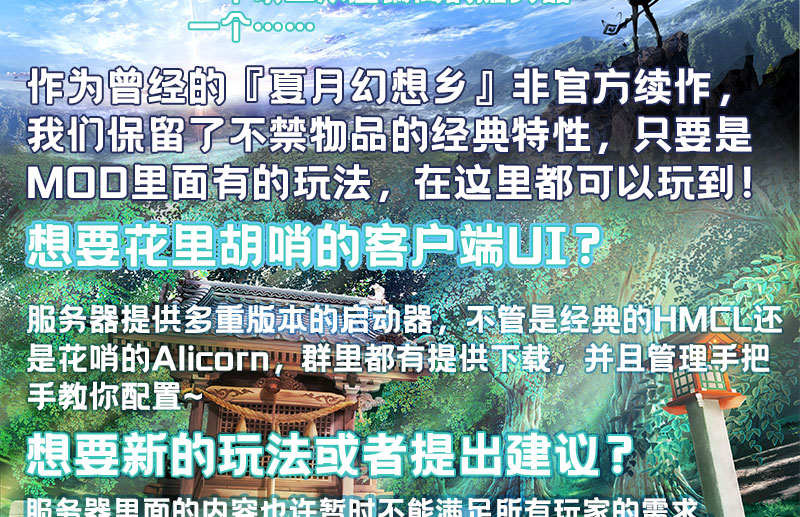 一个……
作为曾经的『夏月幻想乡』非官方续作，
我们保留了不禁物品的经典特性，只要是
MOD里面有的玩法，在这里都可以玩到！
想要花里胡哨的客户端UI？
服务器提供多重版本的启动器，不管是经典的HMCL还
是花哨的Alicorn，群里都有提供下载，并且管理手把
手教你配置~
想要新的玩法或者提出建议？
服务器里面的内容也许暂时不能满足所有玩家的需求